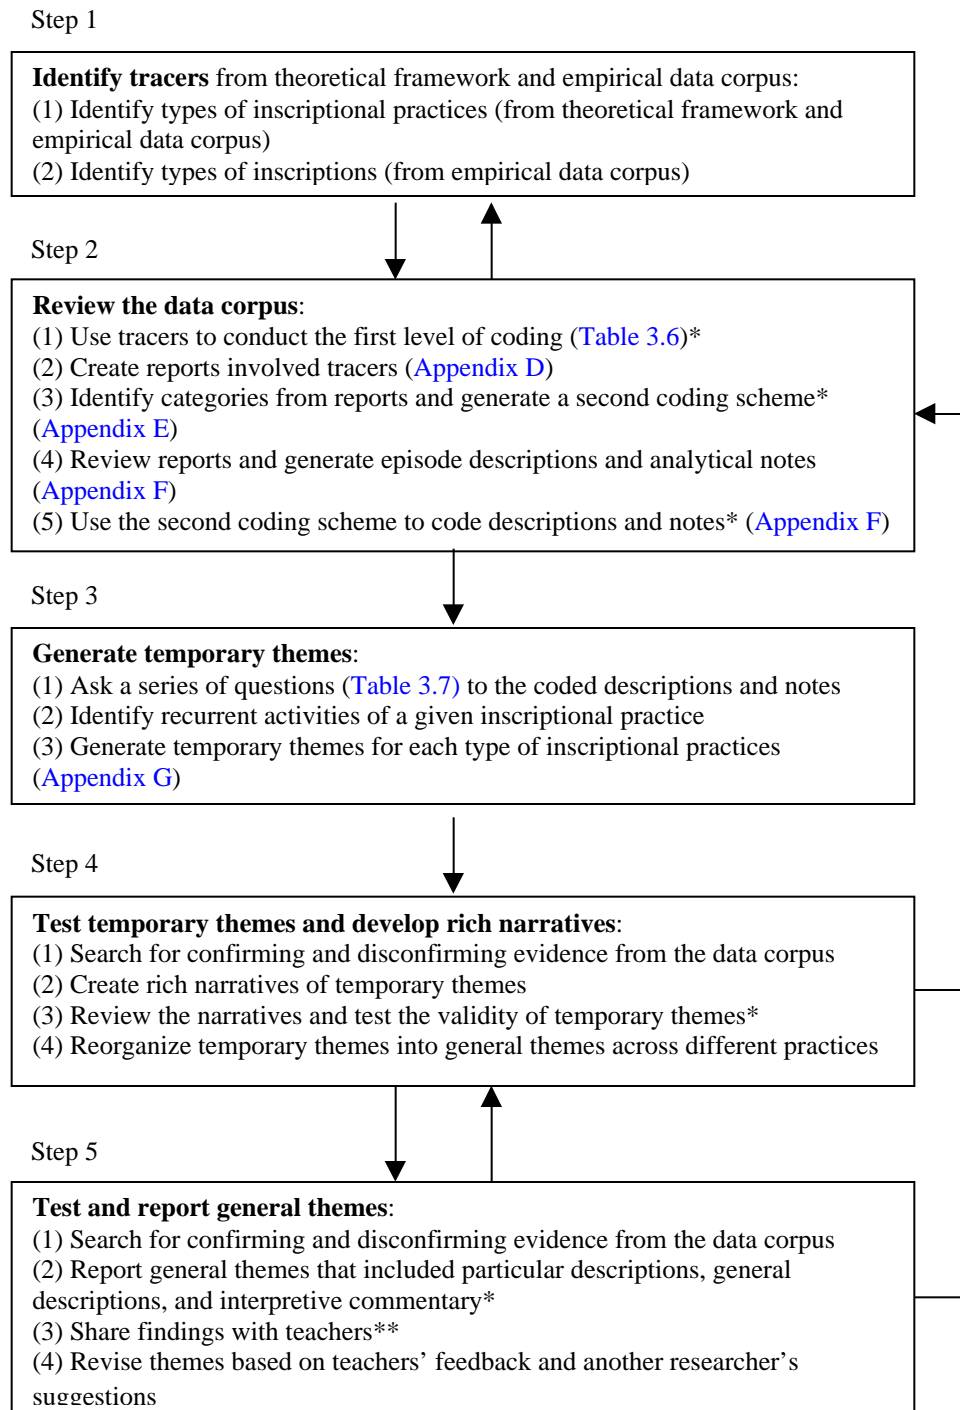 Step 1
Identify tracers from theoretical framework and empirical data corpus:
(1) Identify types of inscriptional practices (from theoretical framework and
empirical data corpus)
(2) Identify types of inscriptions (from empirical data corpus)
Step 2
Review the data corpus:
(1) Use tracers to conduct the first level of coding (Table 3.6)*
(2) Create reports involved tracers (Appendix D)
(3) Identify categories from reports and generate a second coding scheme*
(Appendix E)
(4) Review reports and generate episode descriptions and analytical notes
(Appendix F)
(5) Use the second coding scheme to code descriptions and notes* (Appendix F)
Step 3
Generate temporary themes:
(1) Ask a series of questions (Table 3.7) to the coded descriptions and notes
(2) Identify recurrent activities of a given inscriptional practice
(3) Generate temporary themes for each type of inscriptional practices
(Appendix G)
Step 4
Test temporary themes and develop rich narratives:
(1) Search for confirming and disconfirming evidence from the data corpus
(2) Create rich narratives of temporary themes
(3) Review the narratives and test the validity of temporary themes*
(4) Reorganize temporary themes into general themes across different practices
Step 5
Test and report general themes:
(1) Search for confirming and disconfirming evidence from the data corpus
(2) Report general themes that included particular descriptions, general
descriptions, and interpretive commentary*
(3) Share findings with teachers**
(4) Revise themes based on teachers’ feedback and another researcher’s
suggestions